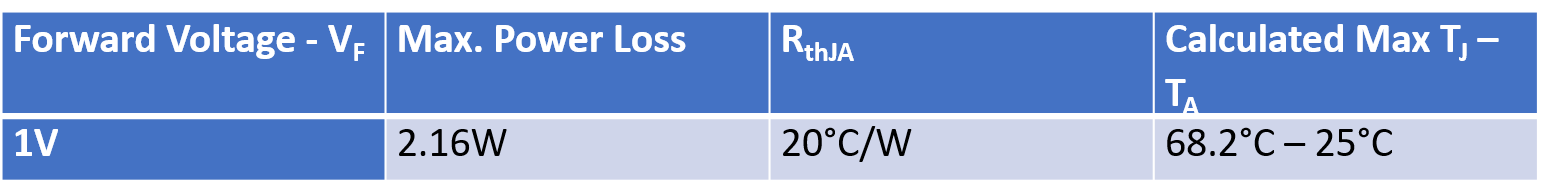 Forward Voltage - VF
Max. Power Loss
RthJA
Calculated Max TJ –
TA
1V
2.16W
20°C/W
68.2°C – 25°C